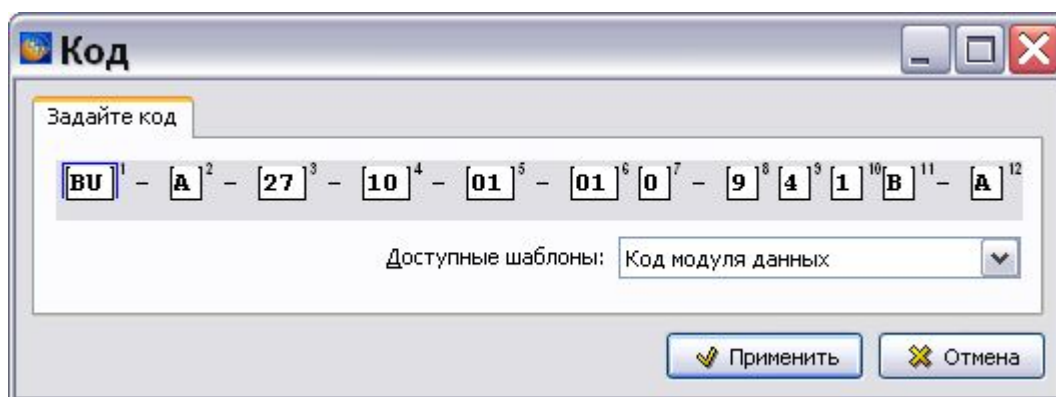 Код
Задайте код
[BU]1 - [A]2 - [27]3 - [10]4 - [01]5 - [01]6 [0]7 - [9]8 [4]9 [1]10 [B]11 - [A]12
Доступные шаблоны: Код модуля данных
Применить Отмена